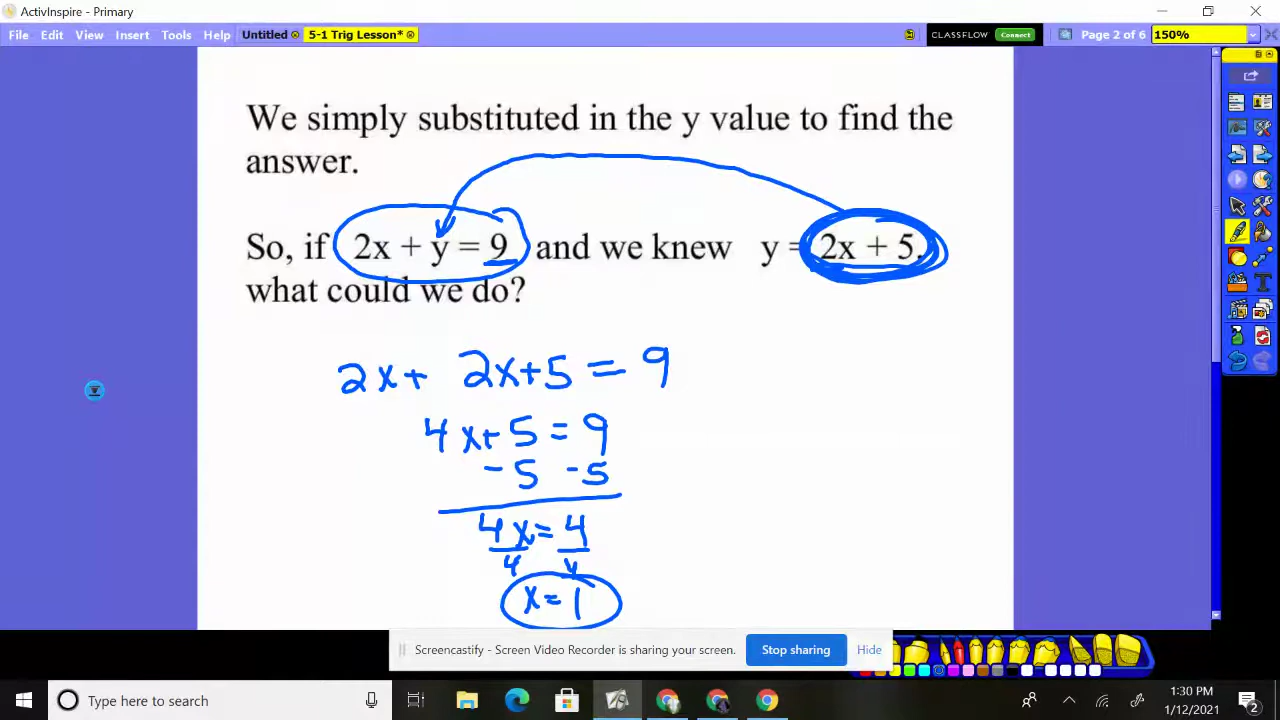 ActivInspire - Primary
File Edit View Insert Tools Help Untitled 5-1 Trig Lesson* CLASSFLOW Connect Page 2 of 6 150%
We simply substituted in the y value to find the
answer.
So, if 2x + y = 9 and we knew y = 2x + 5,
what could we do?
2x+ 2x+5 = 9
4x+5 = 9
-5 -5
4x = 4
4 4
x = 1
Screencastify - Screen Video Recorder is sharing your screen. Stop sharing Hide
Type here to search
1:30 PM
1/12/2021
2